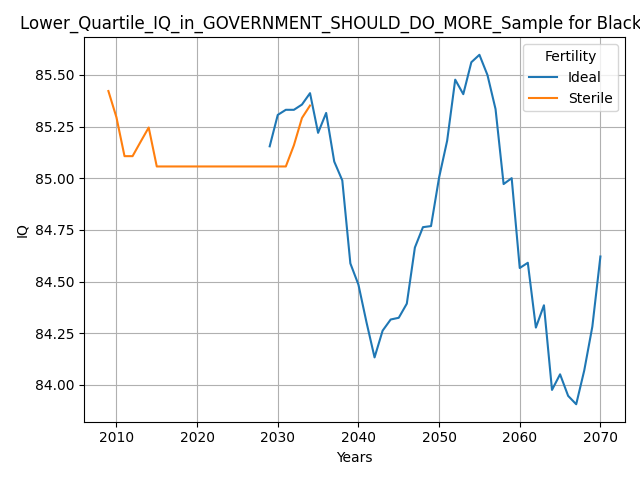 Lower_Quartile_IQ_in_GOVERNMENT_SHOULD_DO_MORE_Sample for Black
Fertility
Ideal
Sterile
85.50
85.25
85.00
84.75
84.50
84.25
84.00
IQ
2010 2020 2030 2040 2050 2060 2070
Years